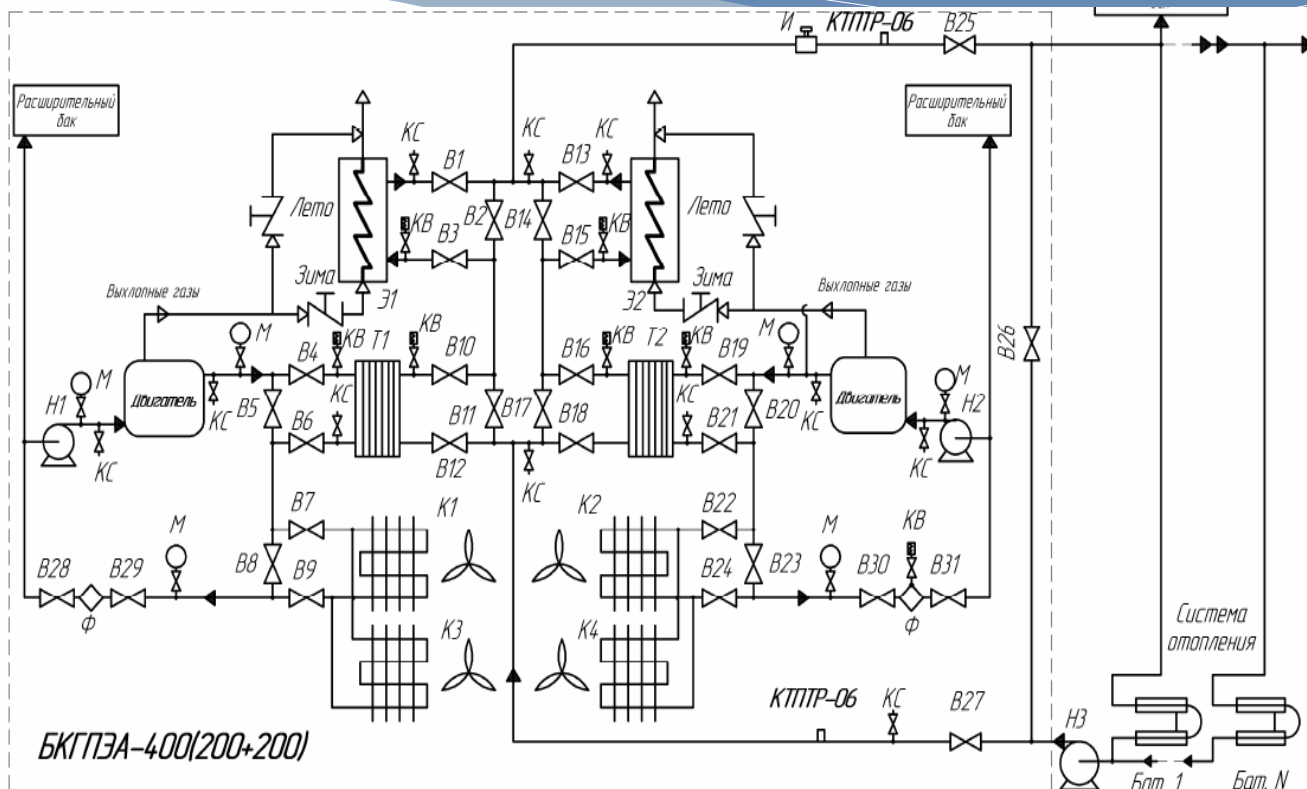 И
КТПТР-06
В25
Расширительный
бак
Расширительный
бак
КС
В1
КС
В13
КС
Лето
КВ
В3
В2
В14
В15
КВ
Лето
Зима
Э1
Э2
Зима
Выхлопные газы
Выхлопные газы
М
В4
КВ
Т1
КВ
В10
В16
КВ
Т2
КВ
В19
М
В26
М
Н1
Двигатель
КС
В5
В6
КС
В11
В17
В18
КС
В21
В20
КС
Двигатель
М
Н2
КС
В12
КС
КС
В7
К1
К2
В22
М
В8
В9
В24
В23
М
КВ
В28
В29
В30
В31
Ф
Ф
К3
К4
Система
отопления
КТПТР-06
КС
В27
Н3
БКГПЭА-400(200+200)
Бат. 1
Бат. N